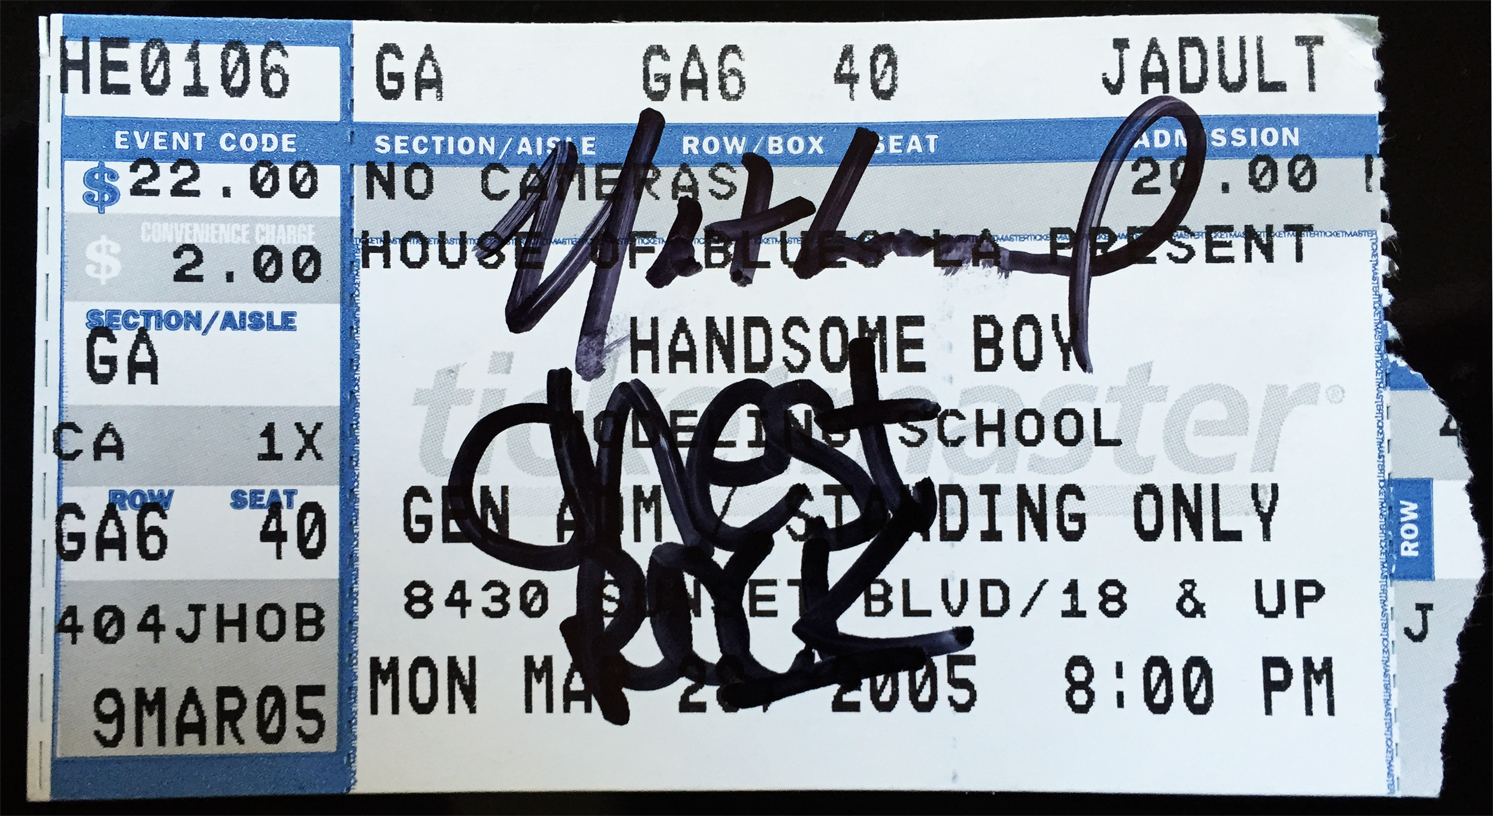 HE0106 GA GA6 40 JADULT
EVENT CODE SECTION/AISLE ROW/BOX SEAT ADMISSION
$22.00 NO CAMERAS .00
CONVENIENCE CHARGE
$ 2.00 HOUSE OF BLUES LA PRESENT
SECTION/AISLE
GA HANDSOME BOY
ticketmaster®
CA 1X MODELING SCHOOL
ROW SEAT
GA6 40 GEN ADM / STANDING ONLY
ROW
404JHOB 8430 SUNSET BLVD/18 & UP
J
9MAR05 MON MA 2005 8:00 PM
chest